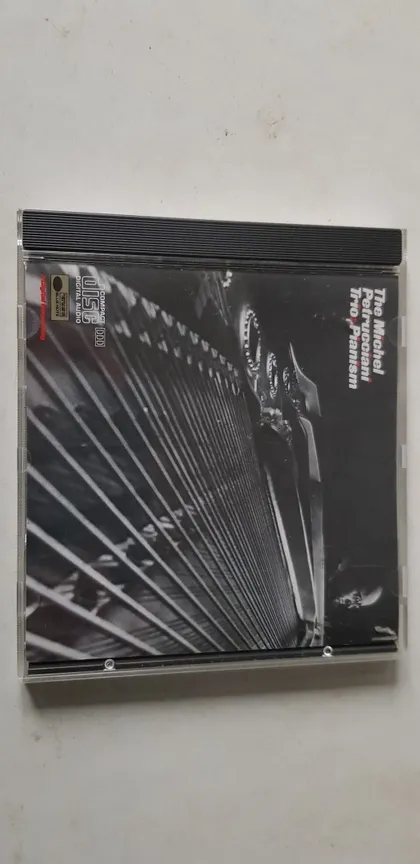 The Michel
Petrucciani
Trio/Pianism
COMPACT
disc
DIGITAL AUDIO